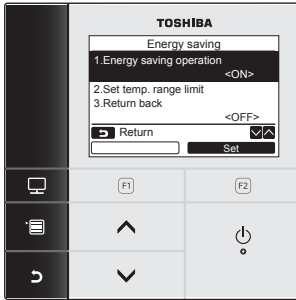 TOSHIBA
Energy saving
1.Energy saving operation
<ON>
2.Set temp. range limit
3.Return back
<OFF>
Return
Set
F1
F2